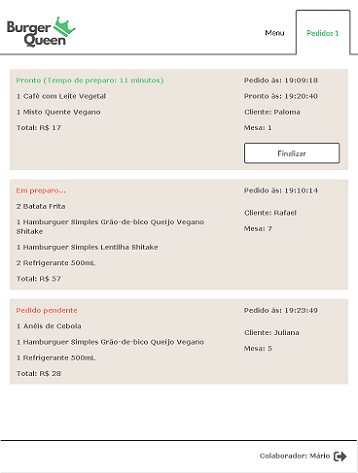 Burger
Queen
Menu
Pedidos 1
Pronto (Tempo de preparo: 11 minutos)
Pedido às: 19:09:18
1 Café com Leite Vegetal
Pronto às: 19:20:40
1 Misto Quente Vegano
Cliente: Paloma
Total: R$ 17
Mesa: 1
Finalizar
Em preparo...
Pedido às: 19:10:14
2 Batata Frita
Cliente: Rafael
1 Hamburguer Simples Grão-de-bico Queijo Vegano
Shitake
Mesa: 7
1 Hamburguer Simples Lentilha Shitake
2 Refrigerante 500mL
Total: R$ 57
Pedido pendente
Pedido às: 19:23:49
1 Anéis de Cebola
Cliente: Juliana
1 Hamburguer Simples Grão-de-bico Queijo Vegano
Mesa: 5
1 Refrigerante 500mL
Total: R$ 28
Colaborador: Mário